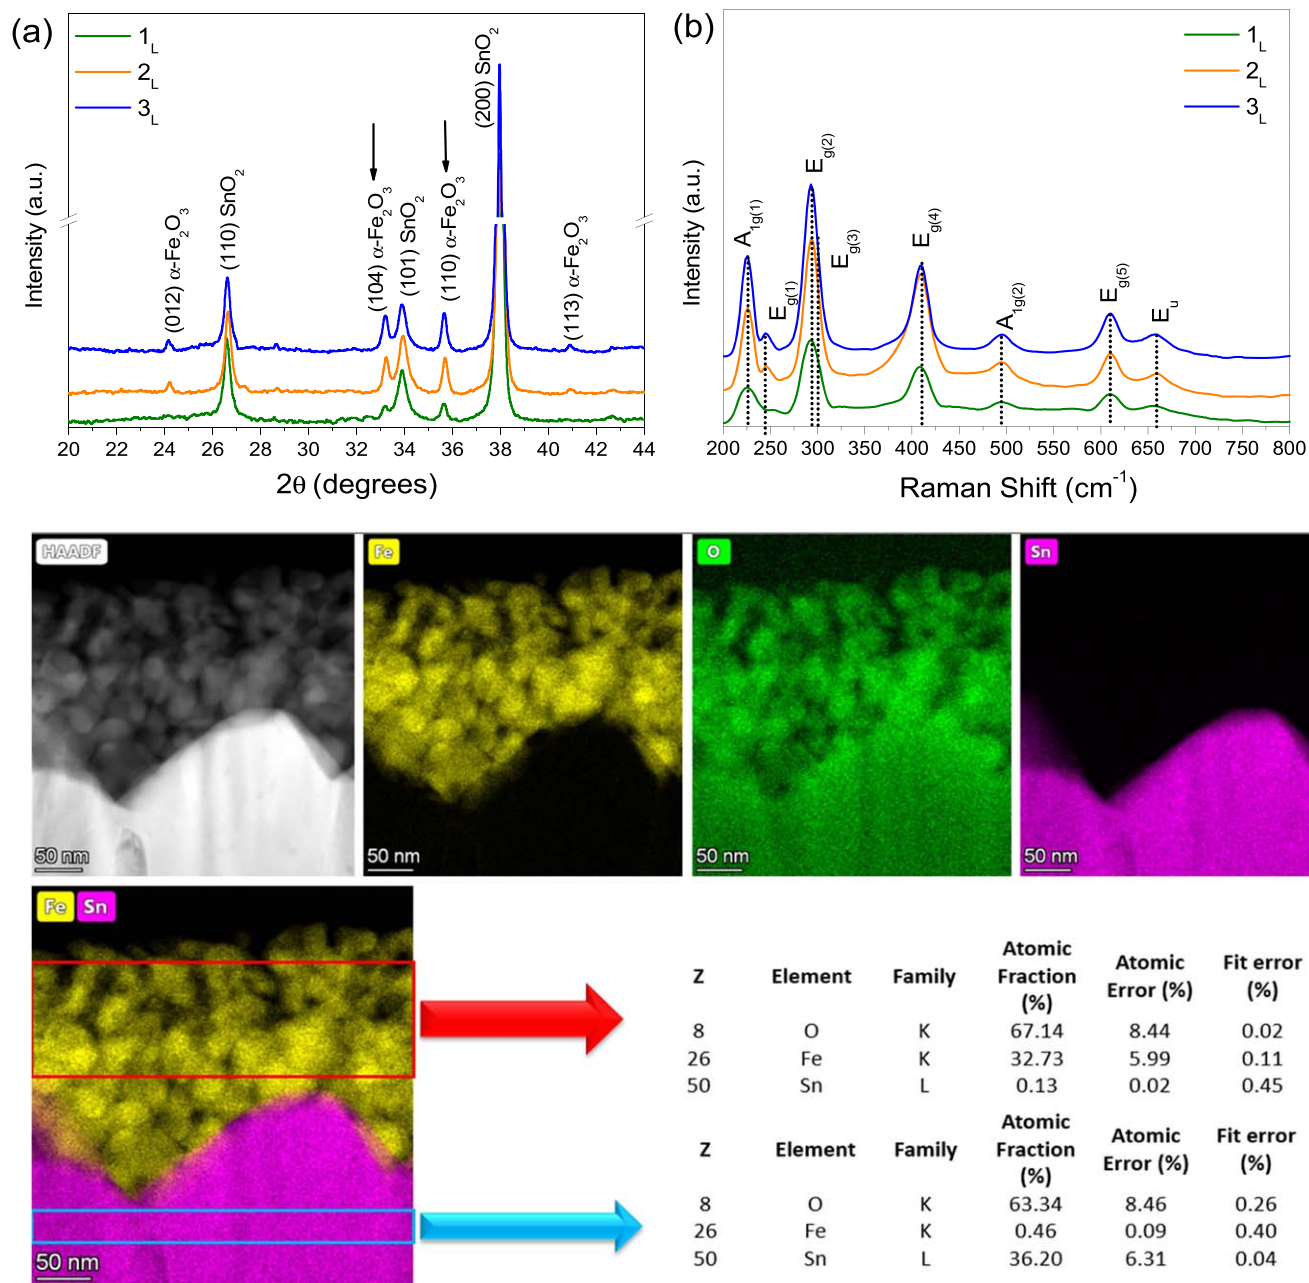 (a)
1L
2L
3L
Intensity (a.u.)
(012) α-Fe2O3
(110) SnO2
(104) α-Fe2O3
(101) SnO2
(110) α-Fe2O3
(200) SnO2
(113) α-Fe2O3
20 22 24 26 28 30 32 34 36 38 40 42 44
2θ (degrees)
(b)
1L
2L
3L
Intensity (a.u.)
A1g(1)
Eg(1)
Eg(2)
Eg(3)
Eg(4)
A1g(2)
Eg(5)
Eu
200 250 300 350 400 450 500 550 600 650 700 750 800
Raman Shift (cm-1)
HAADF
50 nm
Fe
50 nm
O
50 nm
Sn
50 nm
Fe Sn
50 nm
Z Element Family Atomic Fraction (%) Atomic Error (%) Fit error (%)
8 O K 67.14 8.44 0.02
26 Fe K 32.73 5.99 0.11
50 Sn L 0.13 0.02 0.45
Z Element Family Atomic Fraction (%) Atomic Error (%) Fit error (%)
8 O K 63.34 8.46 0.26
26 Fe K 0.46 0.09 0.40
50 Sn L 36.20 6.31 0.04